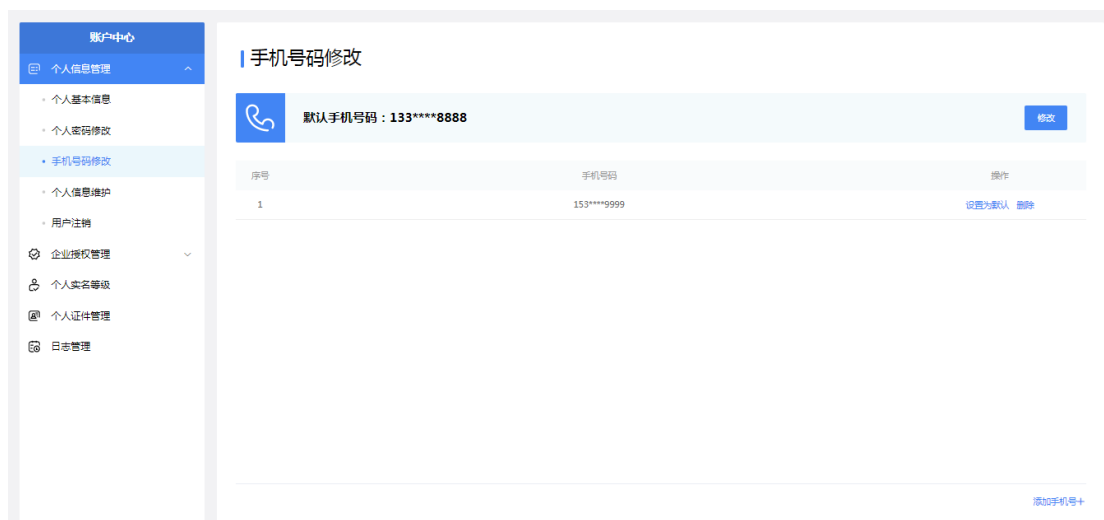 账户中心
个人信息管理
个人基本信息
个人密码修改
手机号码修改
个人信息维护
用户注销
企业授权管理
个人实名等级
个人证件管理
日志管理
手机号码修改
默认手机号码：133****8888
修改
序号 手机号码 操作
1 153****9999 设置为默认 删除
添加手机号+